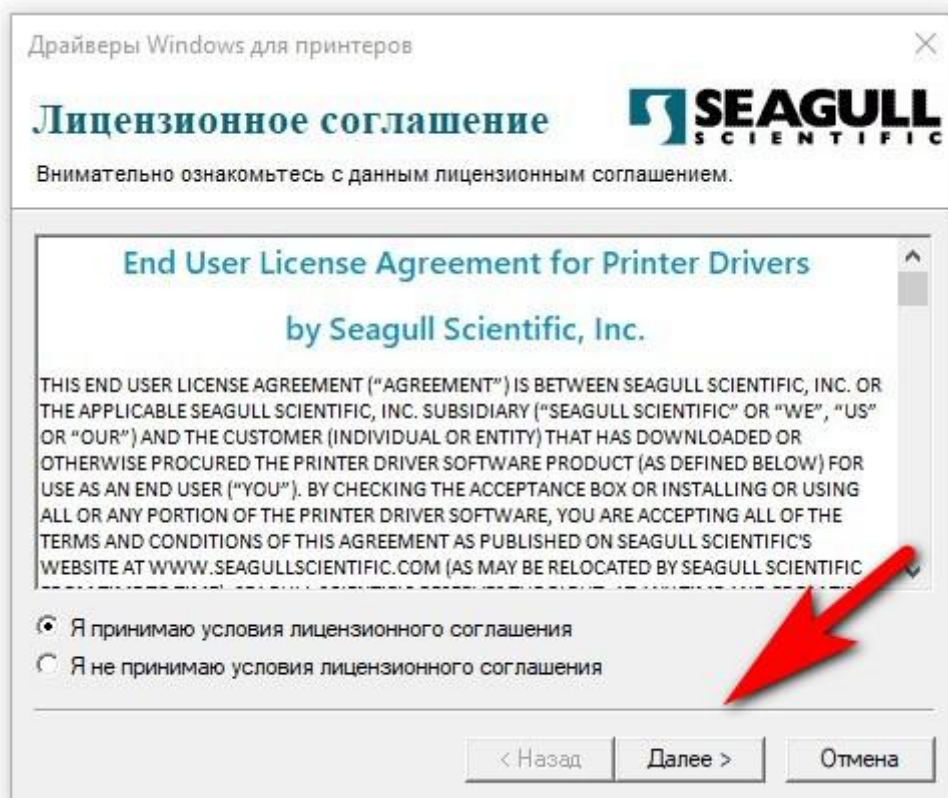 Драйверы Windows для принтеров
Лицензионное соглашение
SEAGULL
SCIENTIFIC
Внимательно ознакомьтесь с данным лицензионным соглашением.
End User License Agreement for Printer Drivers
by Seagull Scientific, Inc.
THIS END USER LICENSE AGREEMENT (“AGREEMENT”) IS BETWEEN SEAGULL SCIENTIFIC, INC. OR
THE APPLICABLE SEAGULL SCIENTIFIC, INC. SUBSIDIARY (“SEAGULL SCIENTIFIC” OR “WE”, “US”
OR “OUR”) AND THE CUSTOMER (INDIVIDUAL OR ENTITY) THAT HAS DOWNLOADED OR
OTHERWISE PROCURED THE PRINTER DRIVER SOFTWARE PRODUCT (AS DEFINED BELOW) FOR
USE AS AN END USER (“YOU”). BY CHECKING THE ACCEPTANCE BOX OR INSTALLING OR USING
ALL OR ANY PORTION OF THE PRINTER DRIVER SOFTWARE, YOU ARE ACCEPTING ALL OF THE
TERMS AND CONDITIONS OF THIS AGREEMENT AS PUBLISHED ON SEAGULL SCIENTIFIC'S
WEBSITE AT WWW.SEAGULLSCIENTIFIC.COM (AS MAY BE RELOCATED BY SEAGULL SCIENTIFIC
Я принимаю условия лицензионного соглашения
Я не принимаю условия лицензионного соглашения
< Назад
Далее >
Отмена